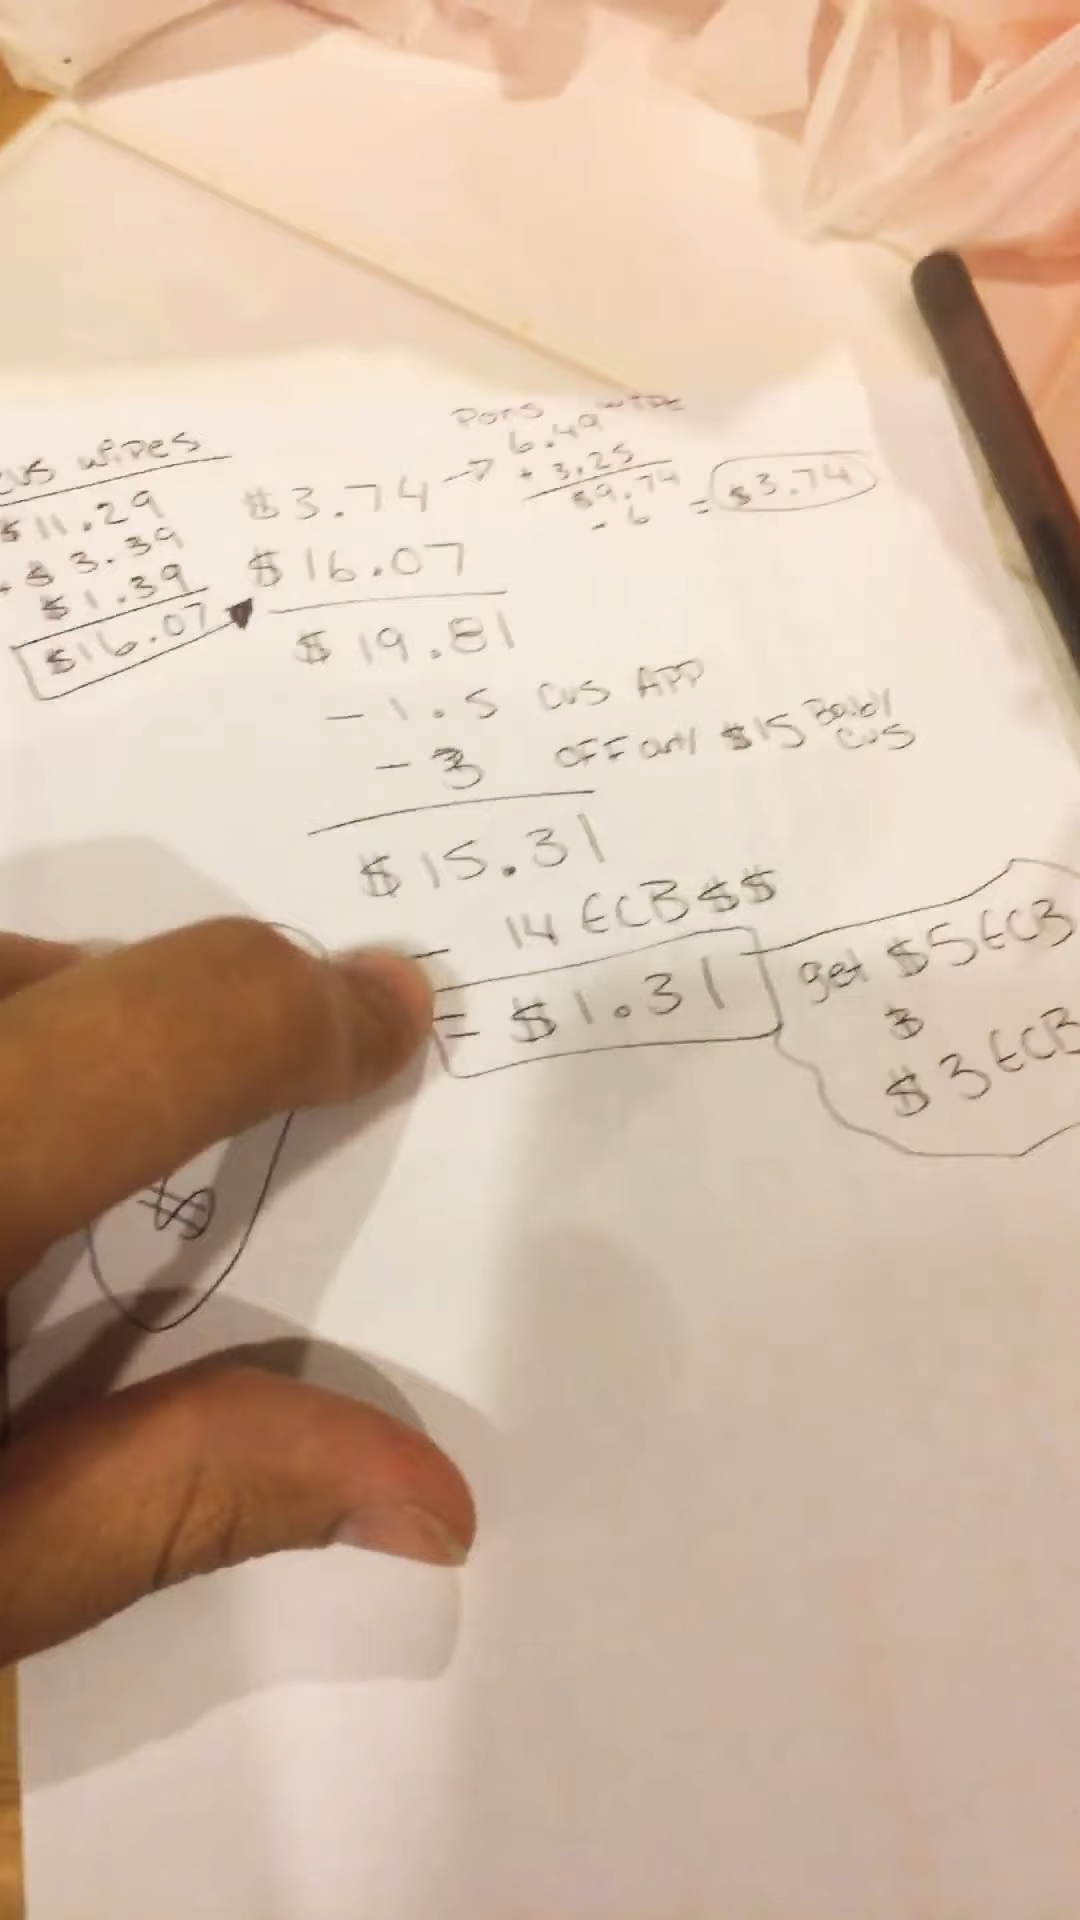 CVS wipes
$11.29
+ $3.39
$1.39
$16.07
$3.74 →
Pons wipe
6.49
+ 3.25
$9.74
- 6
= $3.74
$16.07
$19.81
- 1.5 CVS APP
- 3 OFF any $15 Baby CVS
$15.31
- 14 ECB $$
= $1.31
get $5 ECB
&
$3 ECB
$